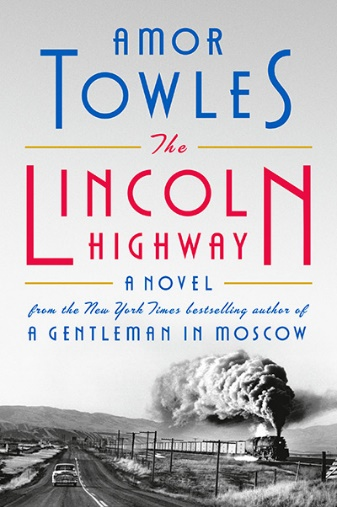 AMOR
TOWLES
The
LINCOLN
HIGHWAY
A NOVEL
from the New York Times bestselling author of
A GENTLEMAN IN MOSCOW